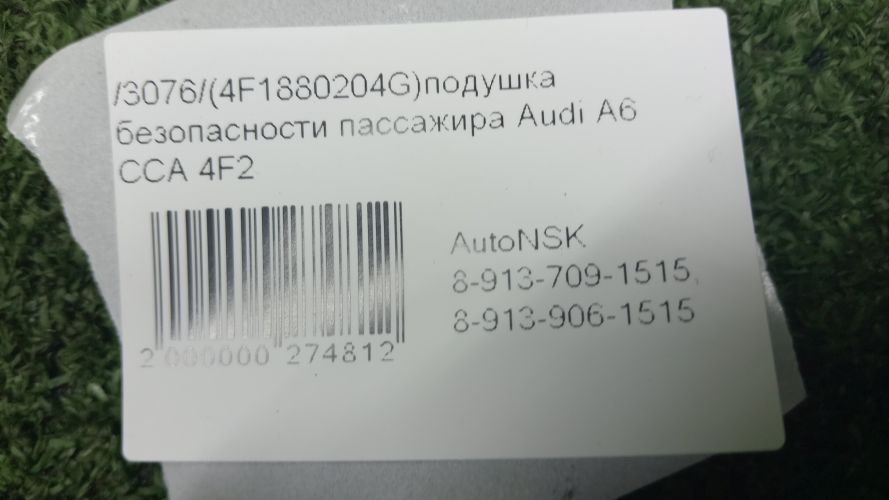 /3076/(4F1880204G)подушка
безопасности пассажира Audi A6
CCA 4F2
AutoNSK
8-913-709-1515,
8-913-906-1515
2 000000 274812